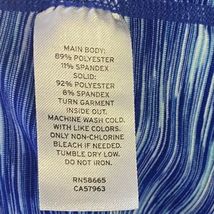 MAIN BODY:
89% POLYESTER
11% SPANDEX
SOLID:
92% POLYESTER
8% SPANDEX
TURN GARMENT
INSIDE OUT.
MACHINE WASH COLD.
WITH LIKE COLORS.
ONLY NON-CHLORINE
BLEACH IF NEEDED.
TUMBLE DRY LOW.
DO NOT IRON.
RN58665
CA57963